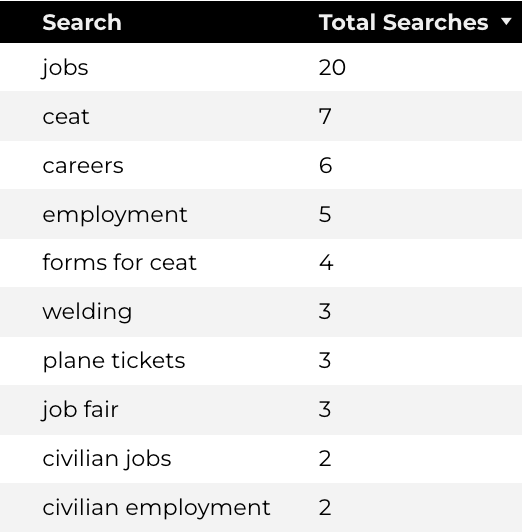 Search Total Searches ▼
jobs 20
ceat 7
careers 6
employment 5
forms for ceat 4
welding 3
plane tickets 3
job fair 3
civilian jobs 2
civilian employment 2